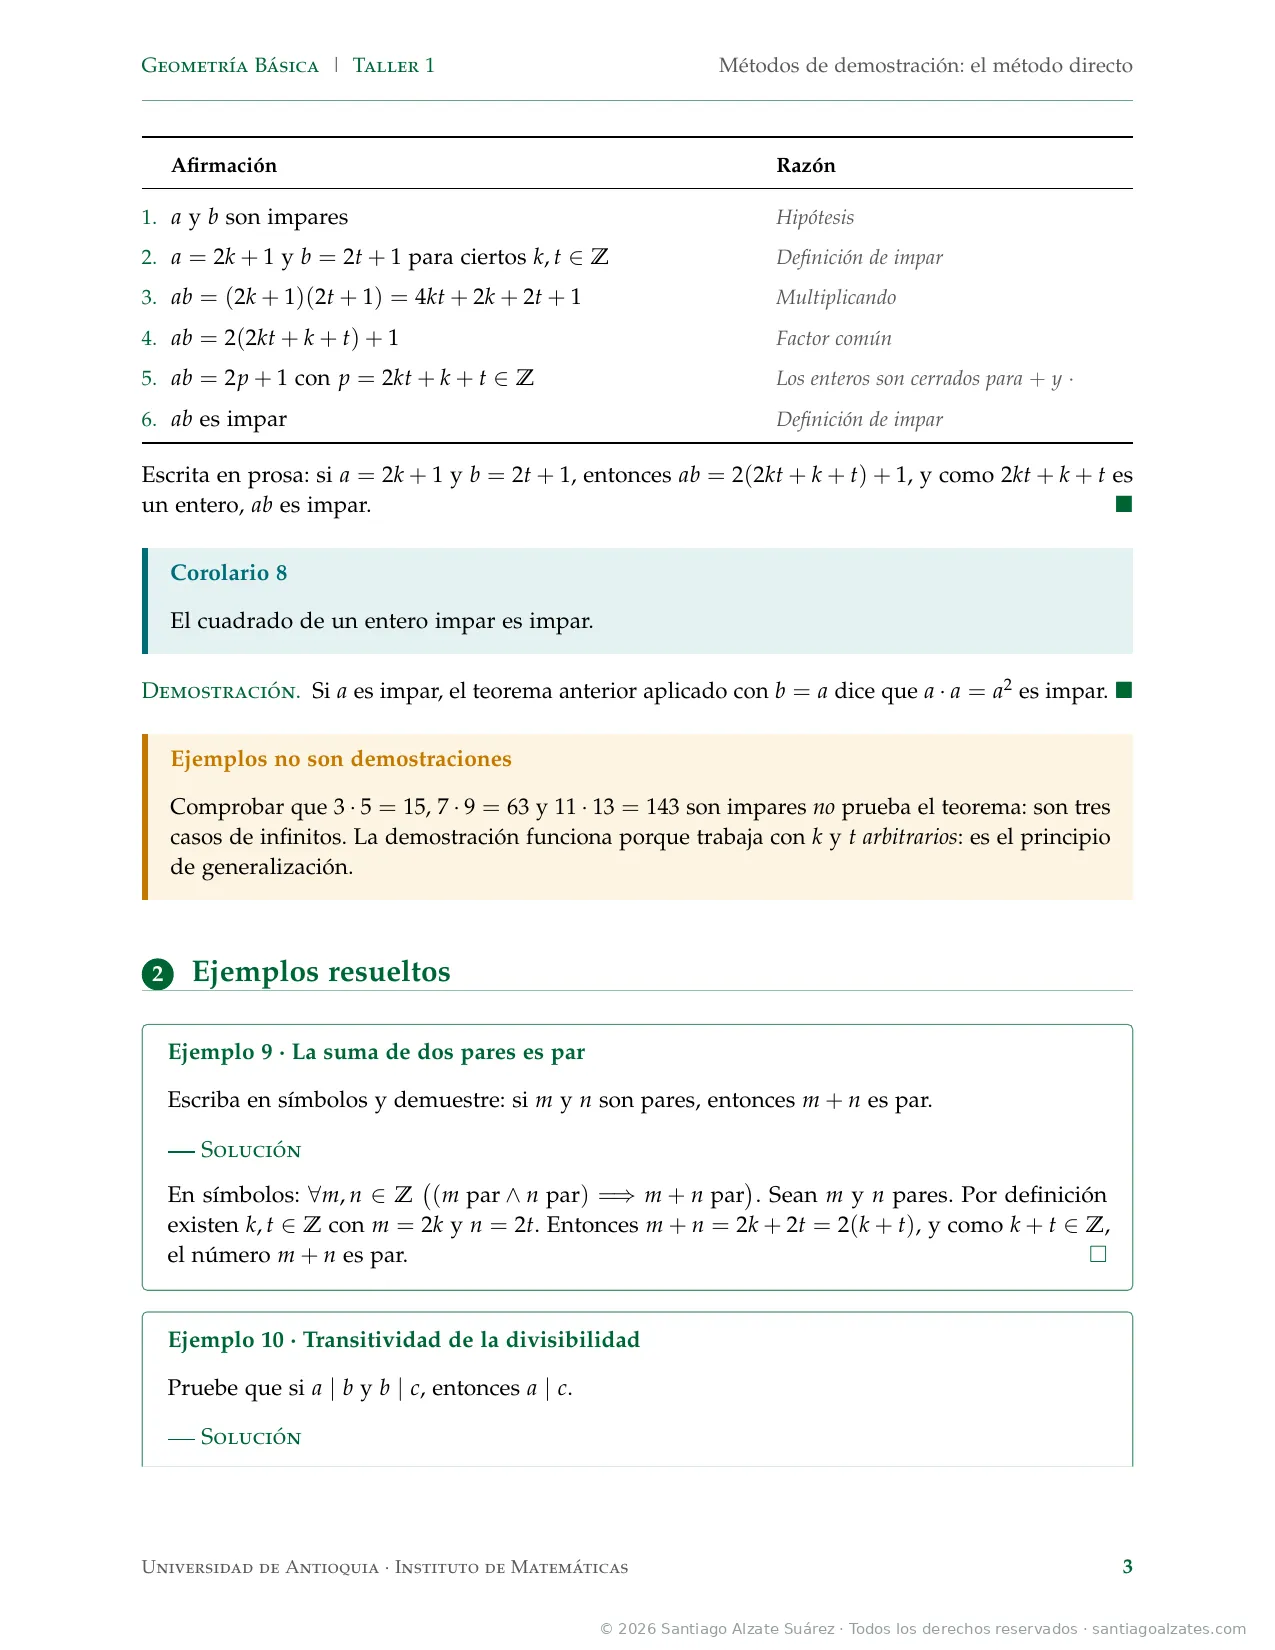 Geometría Básica | Taller 1 Métodos de demostración: el método directo
Afirmación Razón
1. a y b son impares Hipótesis
2. a = 2k + 1 y b = 2t + 1 para ciertos k, t ∈ ℤ Definición de impar
3. ab = (2k + 1)(2t + 1) = 4kt + 2k + 2t + 1 Multiplicando
4. ab = 2(2kt + k + t) + 1 Factor común
5. ab = 2p + 1 con p = 2kt + k + t ∈ ℤ Los enteros son cerrados para + y ·
6. ab es impar Definición de impar
Escrita en prosa: si a = 2k + 1 y b = 2t + 1, entonces ab = 2(2kt + k + t) + 1, y como 2kt + k + t es
un entero, ab es impar. ■
Corolario 8
El cuadrado de un entero impar es impar.
Demostración. Si a es impar, el teorema anterior aplicado con b = a dice que a · a = a² es impar. ■
Ejemplos no son demostraciones
Comprobar que 3 · 5 = 15, 7 · 9 = 63 y 11 · 13 = 143 son impares no prueba el teorema: son tres
casos de infinitos. La demostración funciona porque trabaja con k y t arbitrarios: es el principio
de generalización.
2 Ejemplos resueltos
Ejemplo 9 · La suma de dos pares es par
Escriba en símbolos y demuestre: si m y n son pares, entonces m + n es par.
— Solución
En símbolos: ∀m, n ∈ ℤ ((m par ∧ n par) ⟹ m + n par). Sean m y n pares. Por definición
existen k, t ∈ ℤ con m = 2k y n = 2t. Entonces m + n = 2k + 2t = 2(k + t), y como k + t ∈ ℤ,
el número m + n es par. □
Ejemplo 10 · Transitividad de la divisibilidad
Pruebe que si a | b y b | c, entonces a | c.
— Solución
Universidad de Antioquia · Instituto de Matemáticas 3
© 2026 Santiago Alzate Suárez · Todos los derechos reservados · santiagoalzates.com